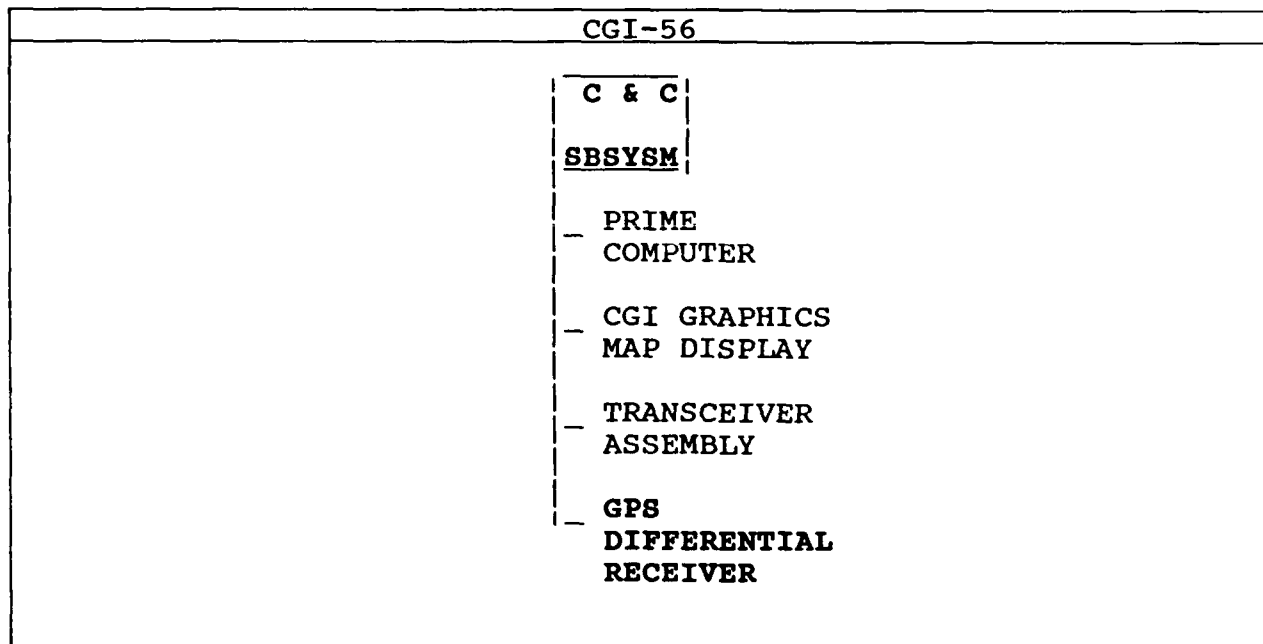 CGI-56
C & C
SBSYSM
PRIME
COMPUTER
CGI GRAPHICS
MAP DISPLAY
TRANSCEIVER
ASSEMBLY
GPS
DIFFERENTIAL
RECEIVER